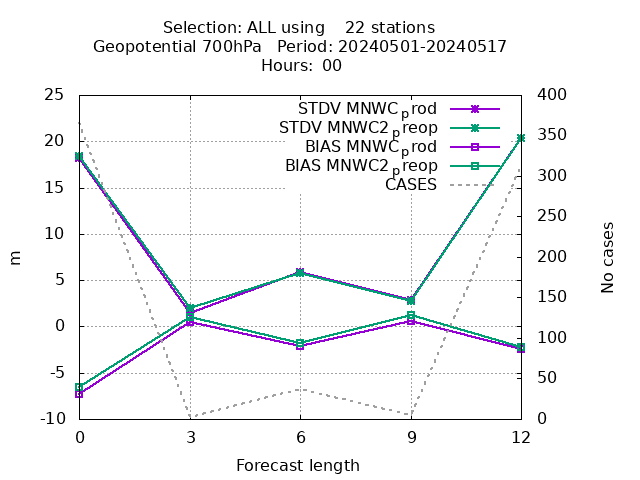 Selection: ALL using    22 stations
Geopotential 700hPa   Period: 20240501-20240517
Hours: 00
25
20
15
10
5
0
-5
-10
400
350
300
250
200
150
100
50
0
STDV MNWC_prod
STDV MNWC2_preop
BIAS MNWC_prod
BIAS MNWC2_preop
CASES
m
No cases
0 3 6 9 12
Forecast length